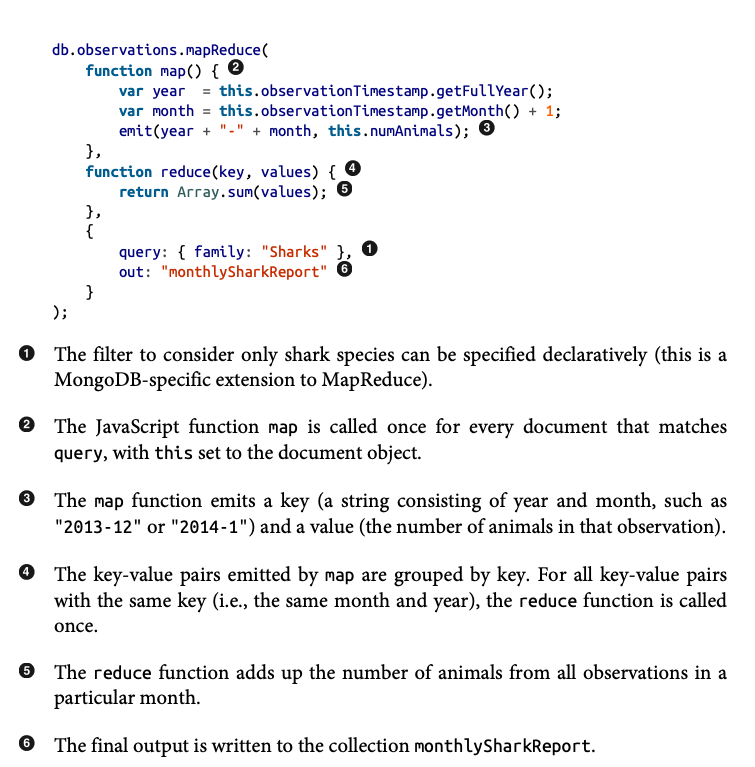 db.observations.mapReduce(
    function map() { ❷
        var year  = this.observationTimestamp.getFullYear();
        var month = this.observationTimestamp.getMonth() + 1;
        emit(year + "-" + month, this.numAnimals); ❸
    },
    function reduce(key, values) { ❹
        return Array.sum(values); ❺
    },
    {
        query: { family: "Sharks" }, ❶
        out: "monthlySharkReport" ❻
    }
);
❶ The filter to consider only shark species can be specified declaratively (this is a
MongoDB-specific extension to MapReduce).
❷ The JavaScript function map is called once for every document that matches
query, with this set to the document object.
❸ The map function emits a key (a string consisting of year and month, such as
"2013-12" or "2014-1") and a value (the number of animals in that observation).
❹ The key-value pairs emitted by map are grouped by key. For all key-value pairs
with the same key (i.e., the same month and year), the reduce function is called
once.
❺ The reduce function adds up the number of animals from all observations in a
particular month.
❻ The final output is written to the collection monthlySharkReport.